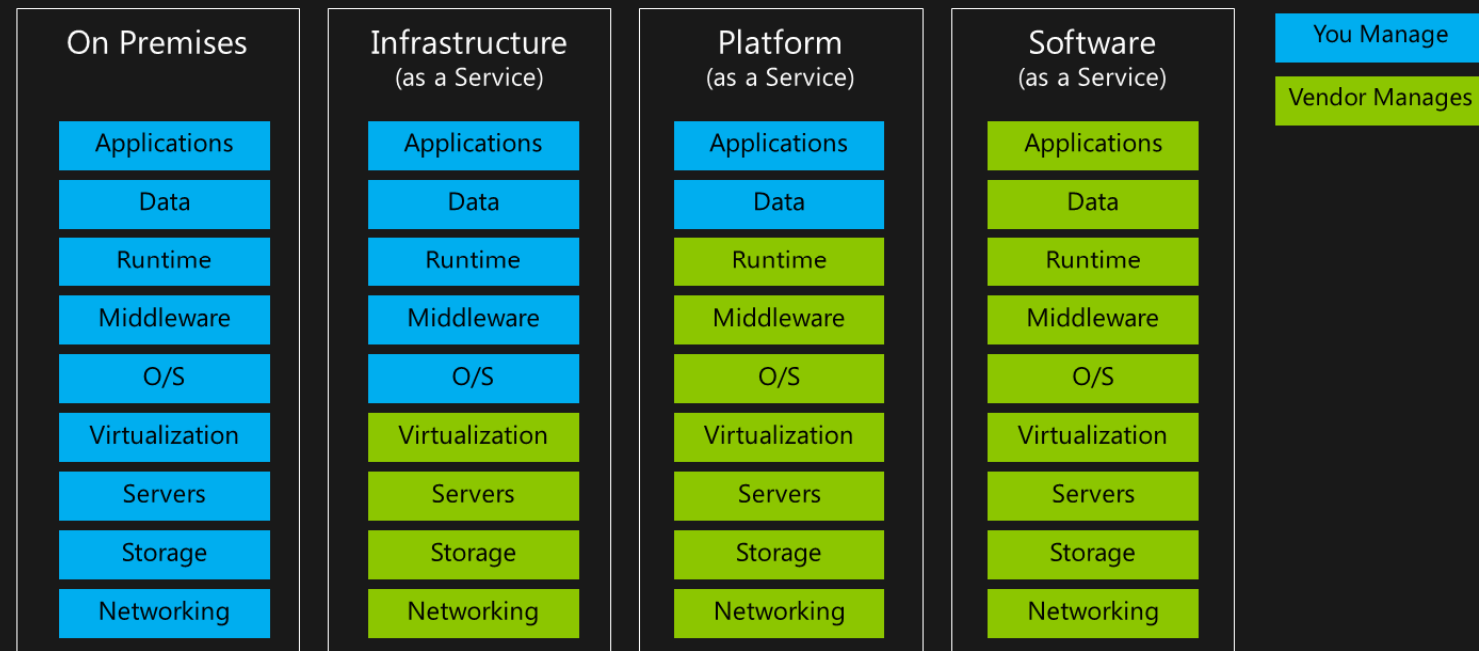 On Premises
Applications
Data
Runtime
Middleware
O/S
Virtualization
Servers
Storage
Networking
Infrastructure
(as a Service)
Applications
Data
Runtime
Middleware
O/S
Virtualization
Servers
Storage
Networking
Platform
(as a Service)
Applications
Data
Runtime
Middleware
O/S
Virtualization
Servers
Storage
Networking
Software
(as a Service)
Applications
Data
Runtime
Middleware
O/S
Virtualization
Servers
Storage
Networking
You Manage
Vendor Manages